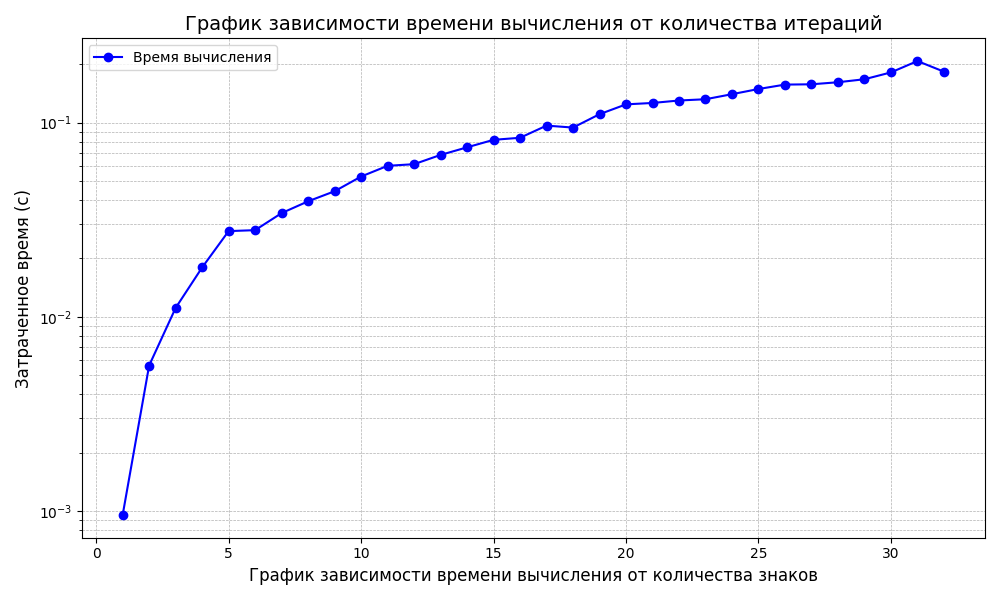 График зависимости времени вычисления от количества итераций
Время вычисления
Затраченное время (с)
10⁻¹
10⁻²
10⁻³
0 5 10 15 20 25 30
График зависимости времени вычисления от количества знаков